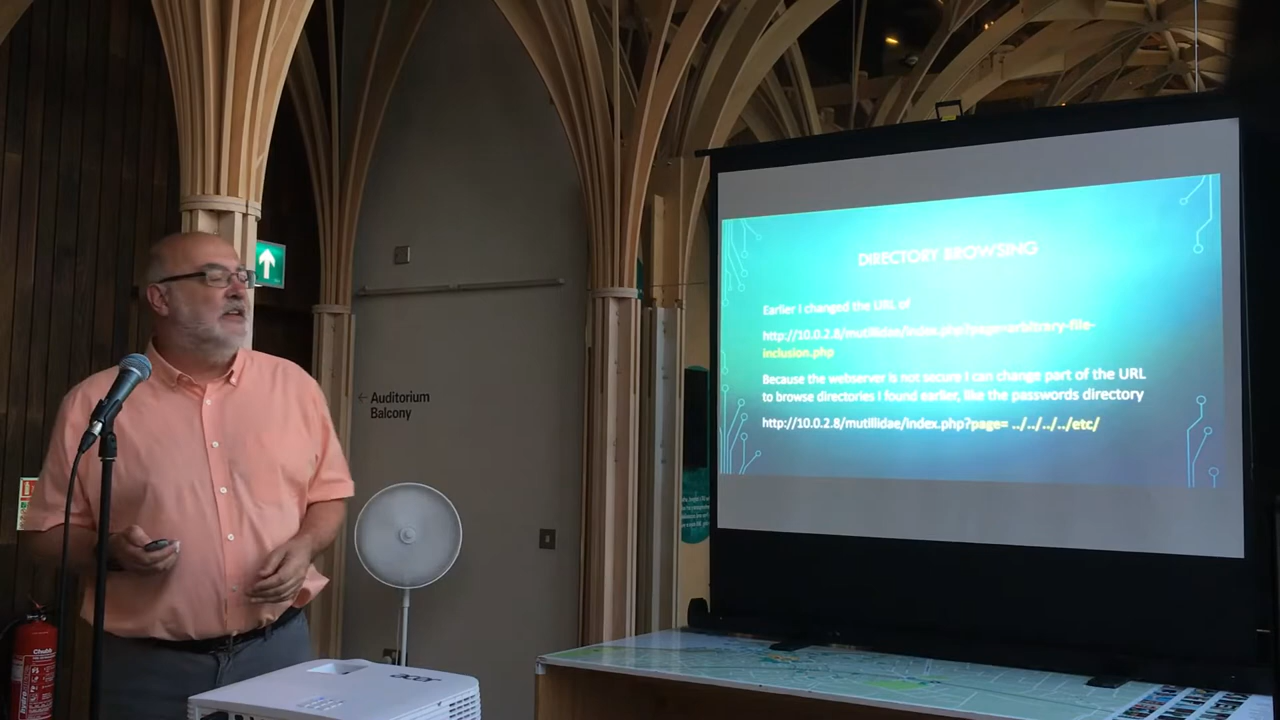 DIRECTORY BROWSING
Earlier I changed the URL of
http://10.0.2.8/mutillidae/index.php?page=arbitrary-file-
inclusion.php
Because the webserver is not secure I can change part of the URL
to browse directories I found earlier, like the passwords directory
http://10.0.2.8/mutillidae/index.php?page= ../../../../etc/
← Auditorium
Balcony
acer
Chubb